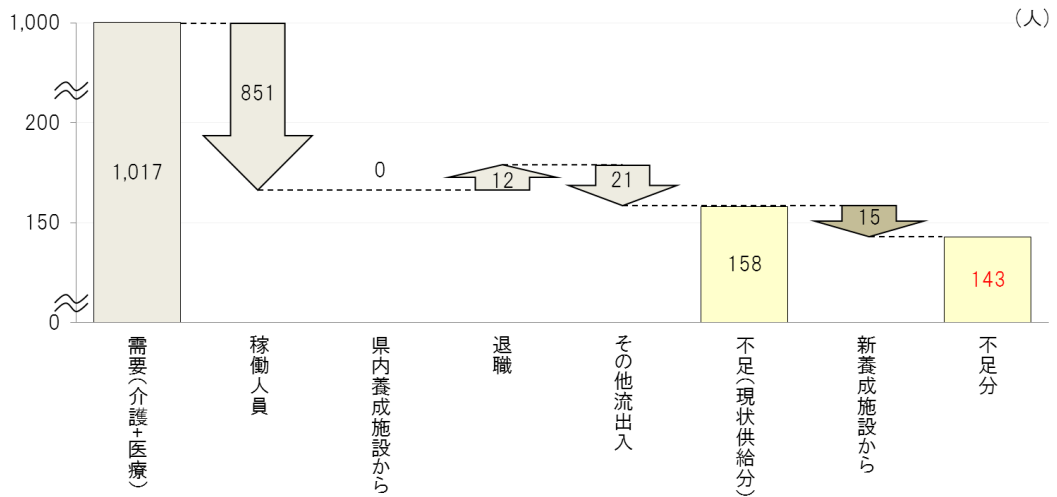 (人)
1,000
200
150
0
1,017
851
0
12
21
158
15
143
需要(介護+医療)
稼働人員
県内養成施設から
退職
その他流出入
不足(現状供給分)
新養成施設から
不足分